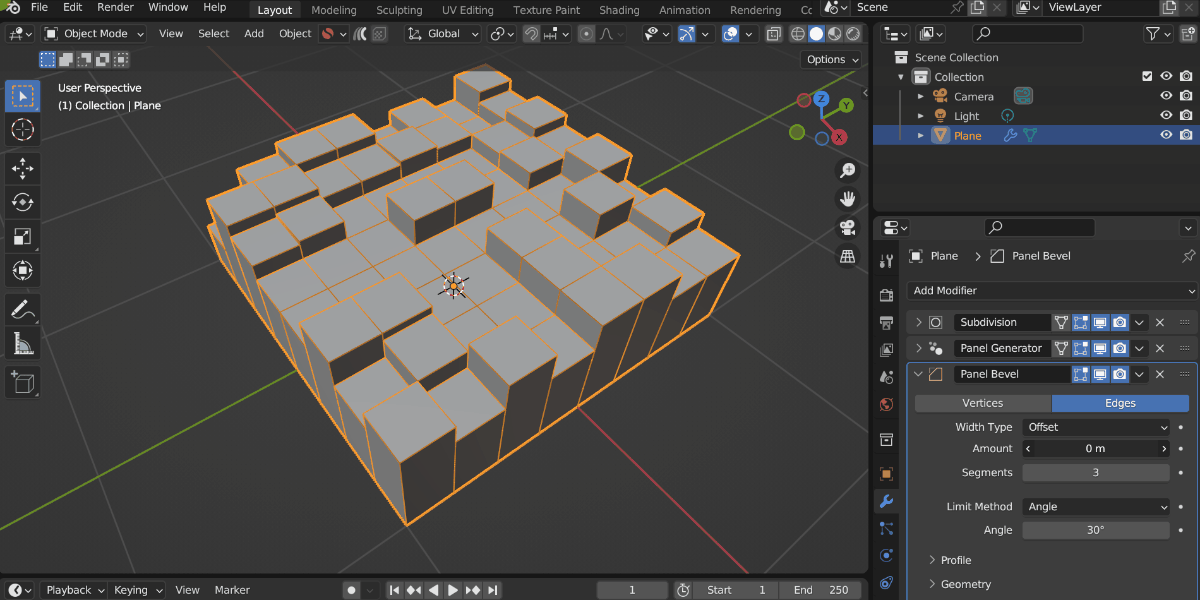 File Edit Render Window Help Layout Modeling Sculpting UV Editing Texture Paint Shading Animation Rendering Cc Scene ViewLayer
Object Mode View Select Add Object Global
Options
User Perspective
(1) Collection | Plane
Z
Y
X
Scene Collection
Collection
Camera
Light
Plane
Plane > Panel Bevel
Add Modifier
Subdivision
Panel Generator
Panel Bevel
Vertices Edges
Width Type Offset
Amount 0 m
Segments 3
Limit Method Angle
Angle 30°
Profile
Geometry
Playback Keying View Marker 1 Start 1 End 250